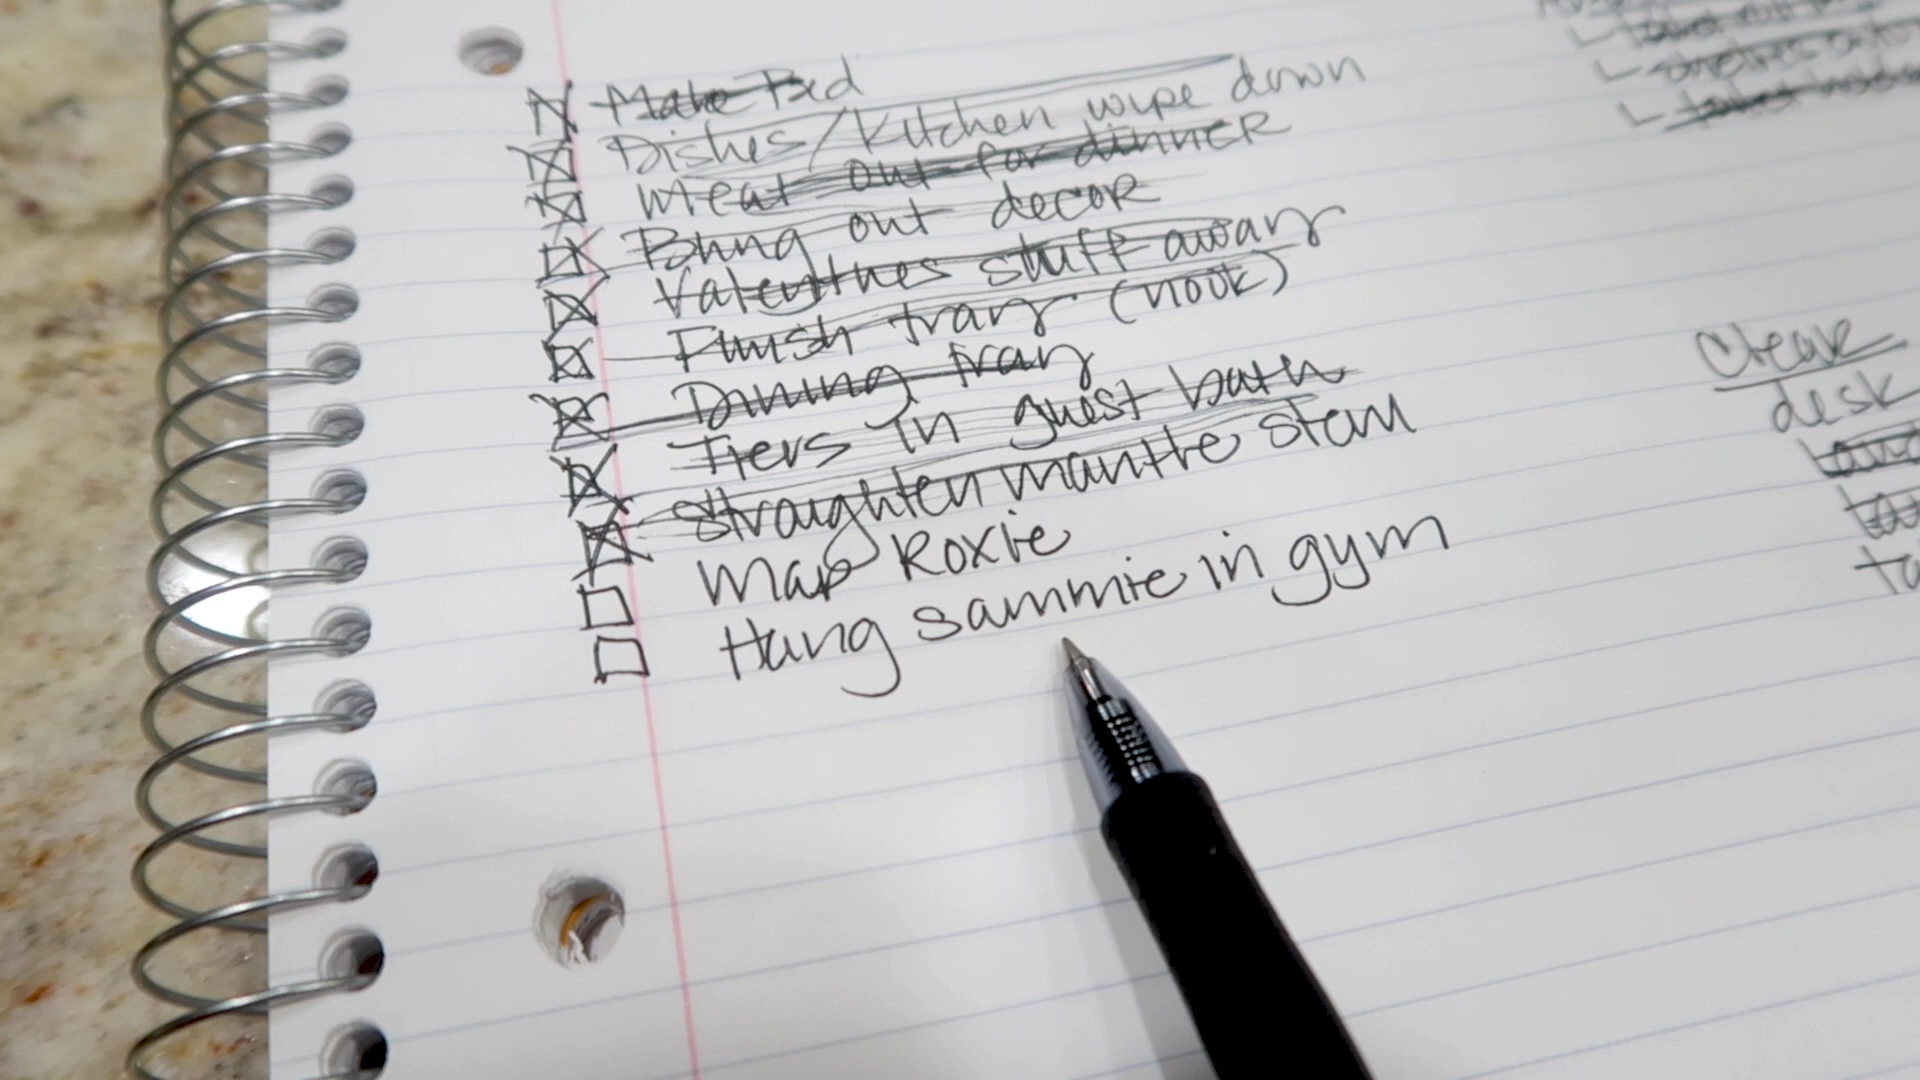 Make Bed
Dishes/Kitchen wipe down
Meat out for dinner
Bring out decor
Valentines stuff away
Finish tray (nook)
Dining tray
Tiers in guest bath
Straighten mantle stem
Map Roxie
Hang sammie in gym
Clear
desk